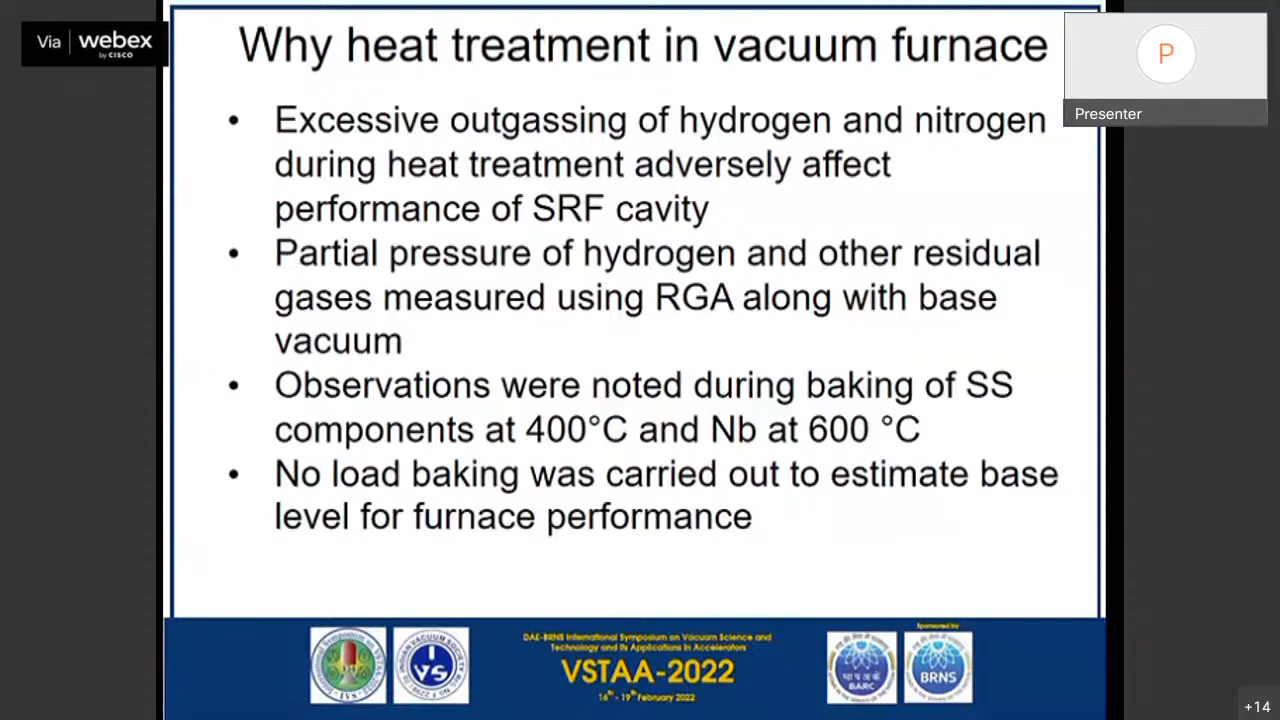 Via webex
by CISCO
Why heat treatment in vacuum furnace
P
Presenter
• Excessive outgassing of hydrogen and nitrogen
during heat treatment adversely affect
performance of SRF cavity
• Partial pressure of hydrogen and other residual
gases measured using RGA along with base
vacuum
• Observations were noted during baking of SS
components at 400°C and Nb at 600 °C
• No load baking was carried out to estimate base
level for furnace performance
DAE-BRNS International Symposium on Vacuum Science and
Technology and its Applications in Accelerators
VSTAA-2022
16th - 19th February 2022
INDIAN VACUUM SOCIETY
IVS
Sponsored by
BARC
BRNS
+14